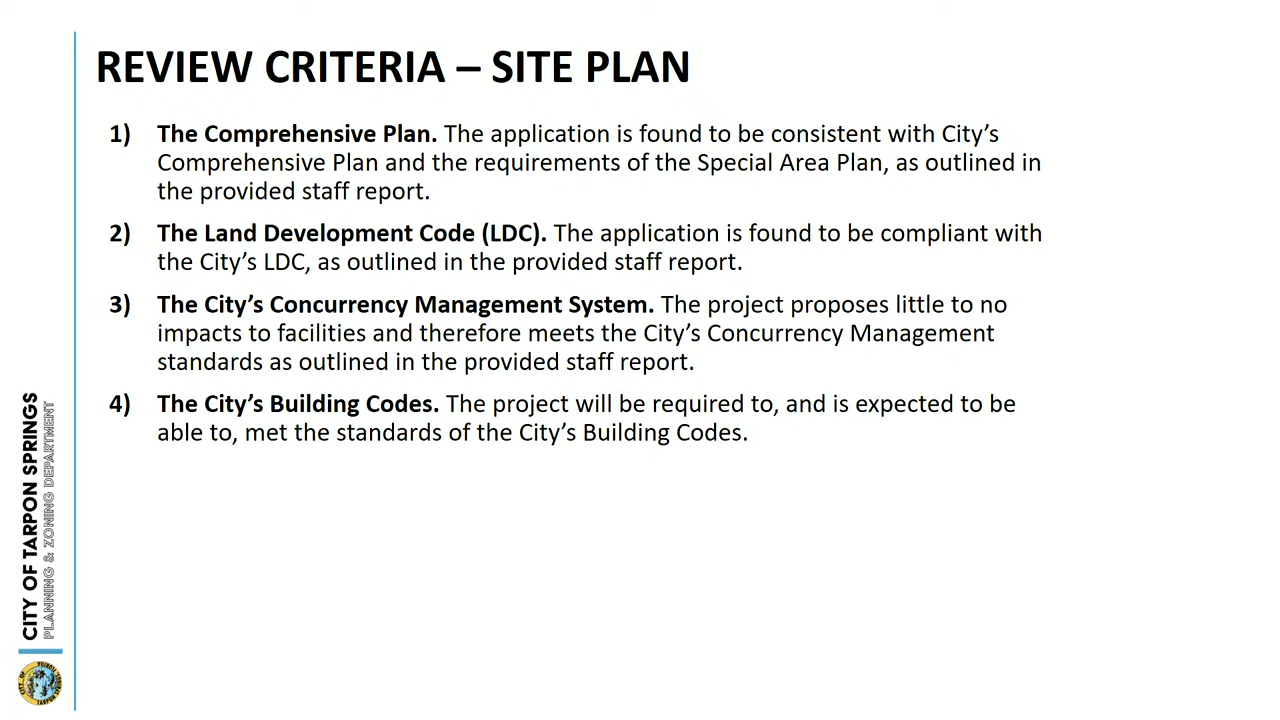 REVIEW CRITERIA – SITE PLAN
1) The Comprehensive Plan. The application is found to be consistent with City’s
Comprehensive Plan and the requirements of the Special Area Plan, as outlined in
the provided staff report.
2) The Land Development Code (LDC). The application is found to be compliant with
the City’s LDC, as outlined in the provided staff report.
3) The City’s Concurrency Management System. The project proposes little to no
impacts to facilities and therefore meets the City’s Concurrency Management
standards as outlined in the provided staff report.
4) The City’s Building Codes. The project will be required to, and is expected to be
able to, met the standards of the City’s Building Codes.
CITY OF TARPON SPRINGS
PLANNING & ZONING DEPARTMENT